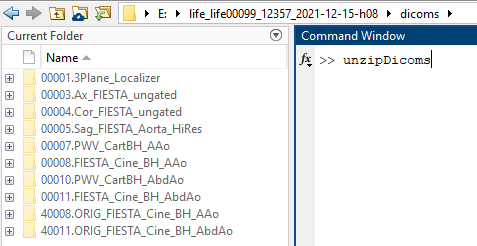 E: ▸ life_life00099_12357_2021-12-15-h08 ▸ dicoms ▸
Current Folder
Name ▴
00001.3Plane_Localizer
00003.Ax_FIESTA_ungated
00004.Cor_FIESTA_ungated
00005.Sag_FIESTA_Aorta_HiRes
00007.PWV_CartBH_AAo
00008.FIESTA_Cine_BH_AAo
00010.PWV_CartBH_AbdAo
00011.FIESTA_Cine_BH_AbdAo
40008.ORIG_FIESTA_Cine_BH_AAo
40011.ORIG_FIESTA_Cine_BH_AbdAo
Command Window
fx >> unzipDicoms